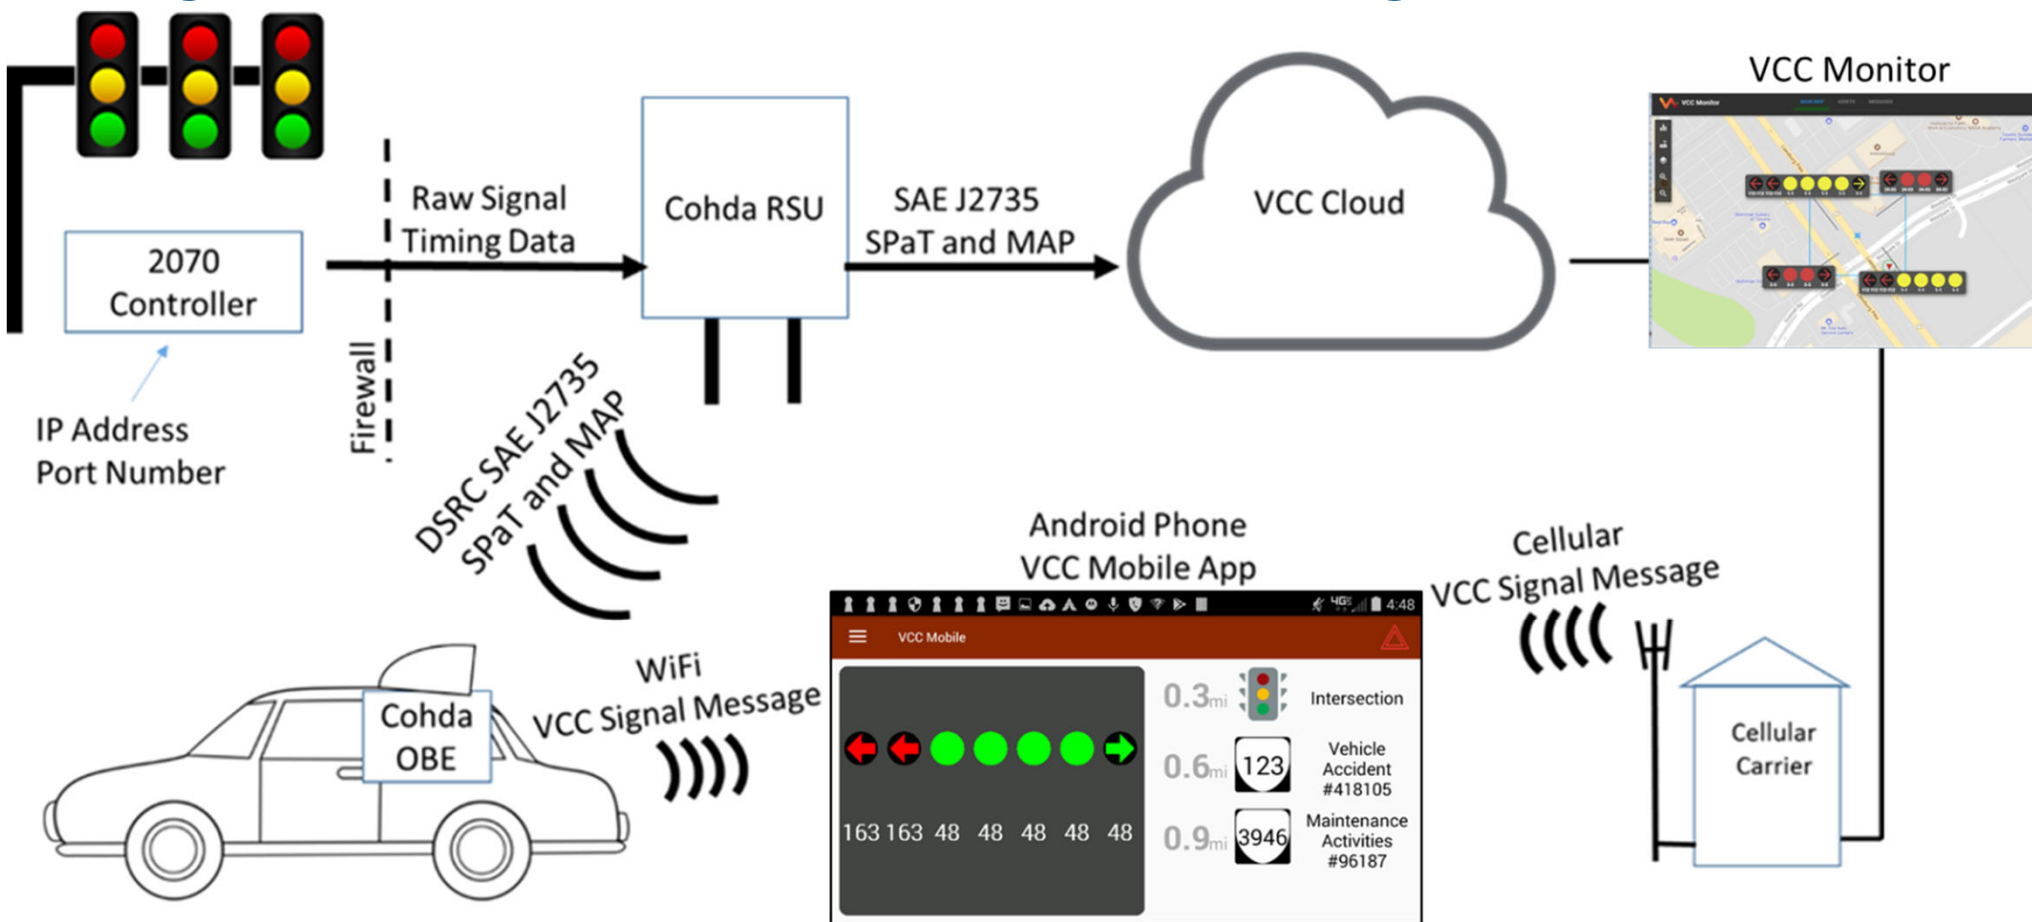 VCC Monitor
VCC Monitor
Raw Signal
Timing Data
Cohda RSU
SAE J2735
SPaT and MAP
VCC Cloud
2070
Controller
Firewall
IP Address
Port Number
DSRC SAE J2735
SPaT and MAP
Android Phone
VCC Mobile App
Cellular
VCC Signal Message
4G
4:48
VCC Mobile
WiFi
VCC Signal Message
Cohda
OBE
0.3mi
Intersection
0.6mi
123
Vehicle
Accident
#418105
163 163 48 48 48 48 48
0.9mi
3946
Maintenance
Activities
#96187
Cellular
Carrier